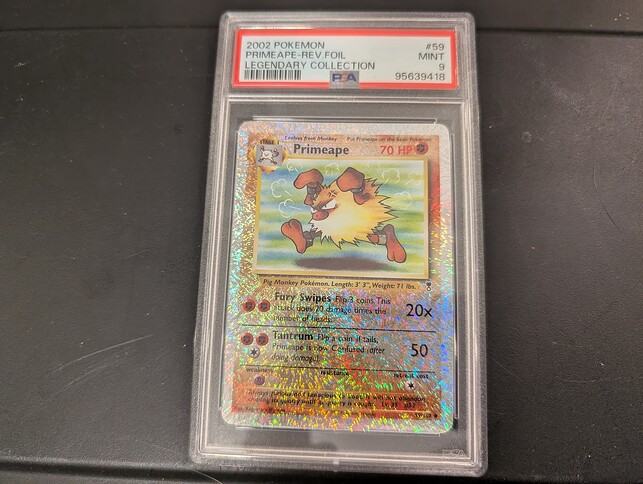 2002 POKEMON #59
PRIMEAPE-REV.FOIL MINT
LEGENDARY COLLECTION 9
PSA 95639418
STAGE 1
Evolves from Mankey Put Primeape on the Basic Pokémon
Primeape 70 HP
Pig Monkey Pokémon. Length: 3' 3", Weight: 71 lbs.
Fury Swipes Flip 3 coins. This
attack does 20 damage times the
number of heads.
20x
Tantrum Flip a coin. If tails,
Primeape is now Confused (after
doing damage).
50
weakness resistance retreat cost